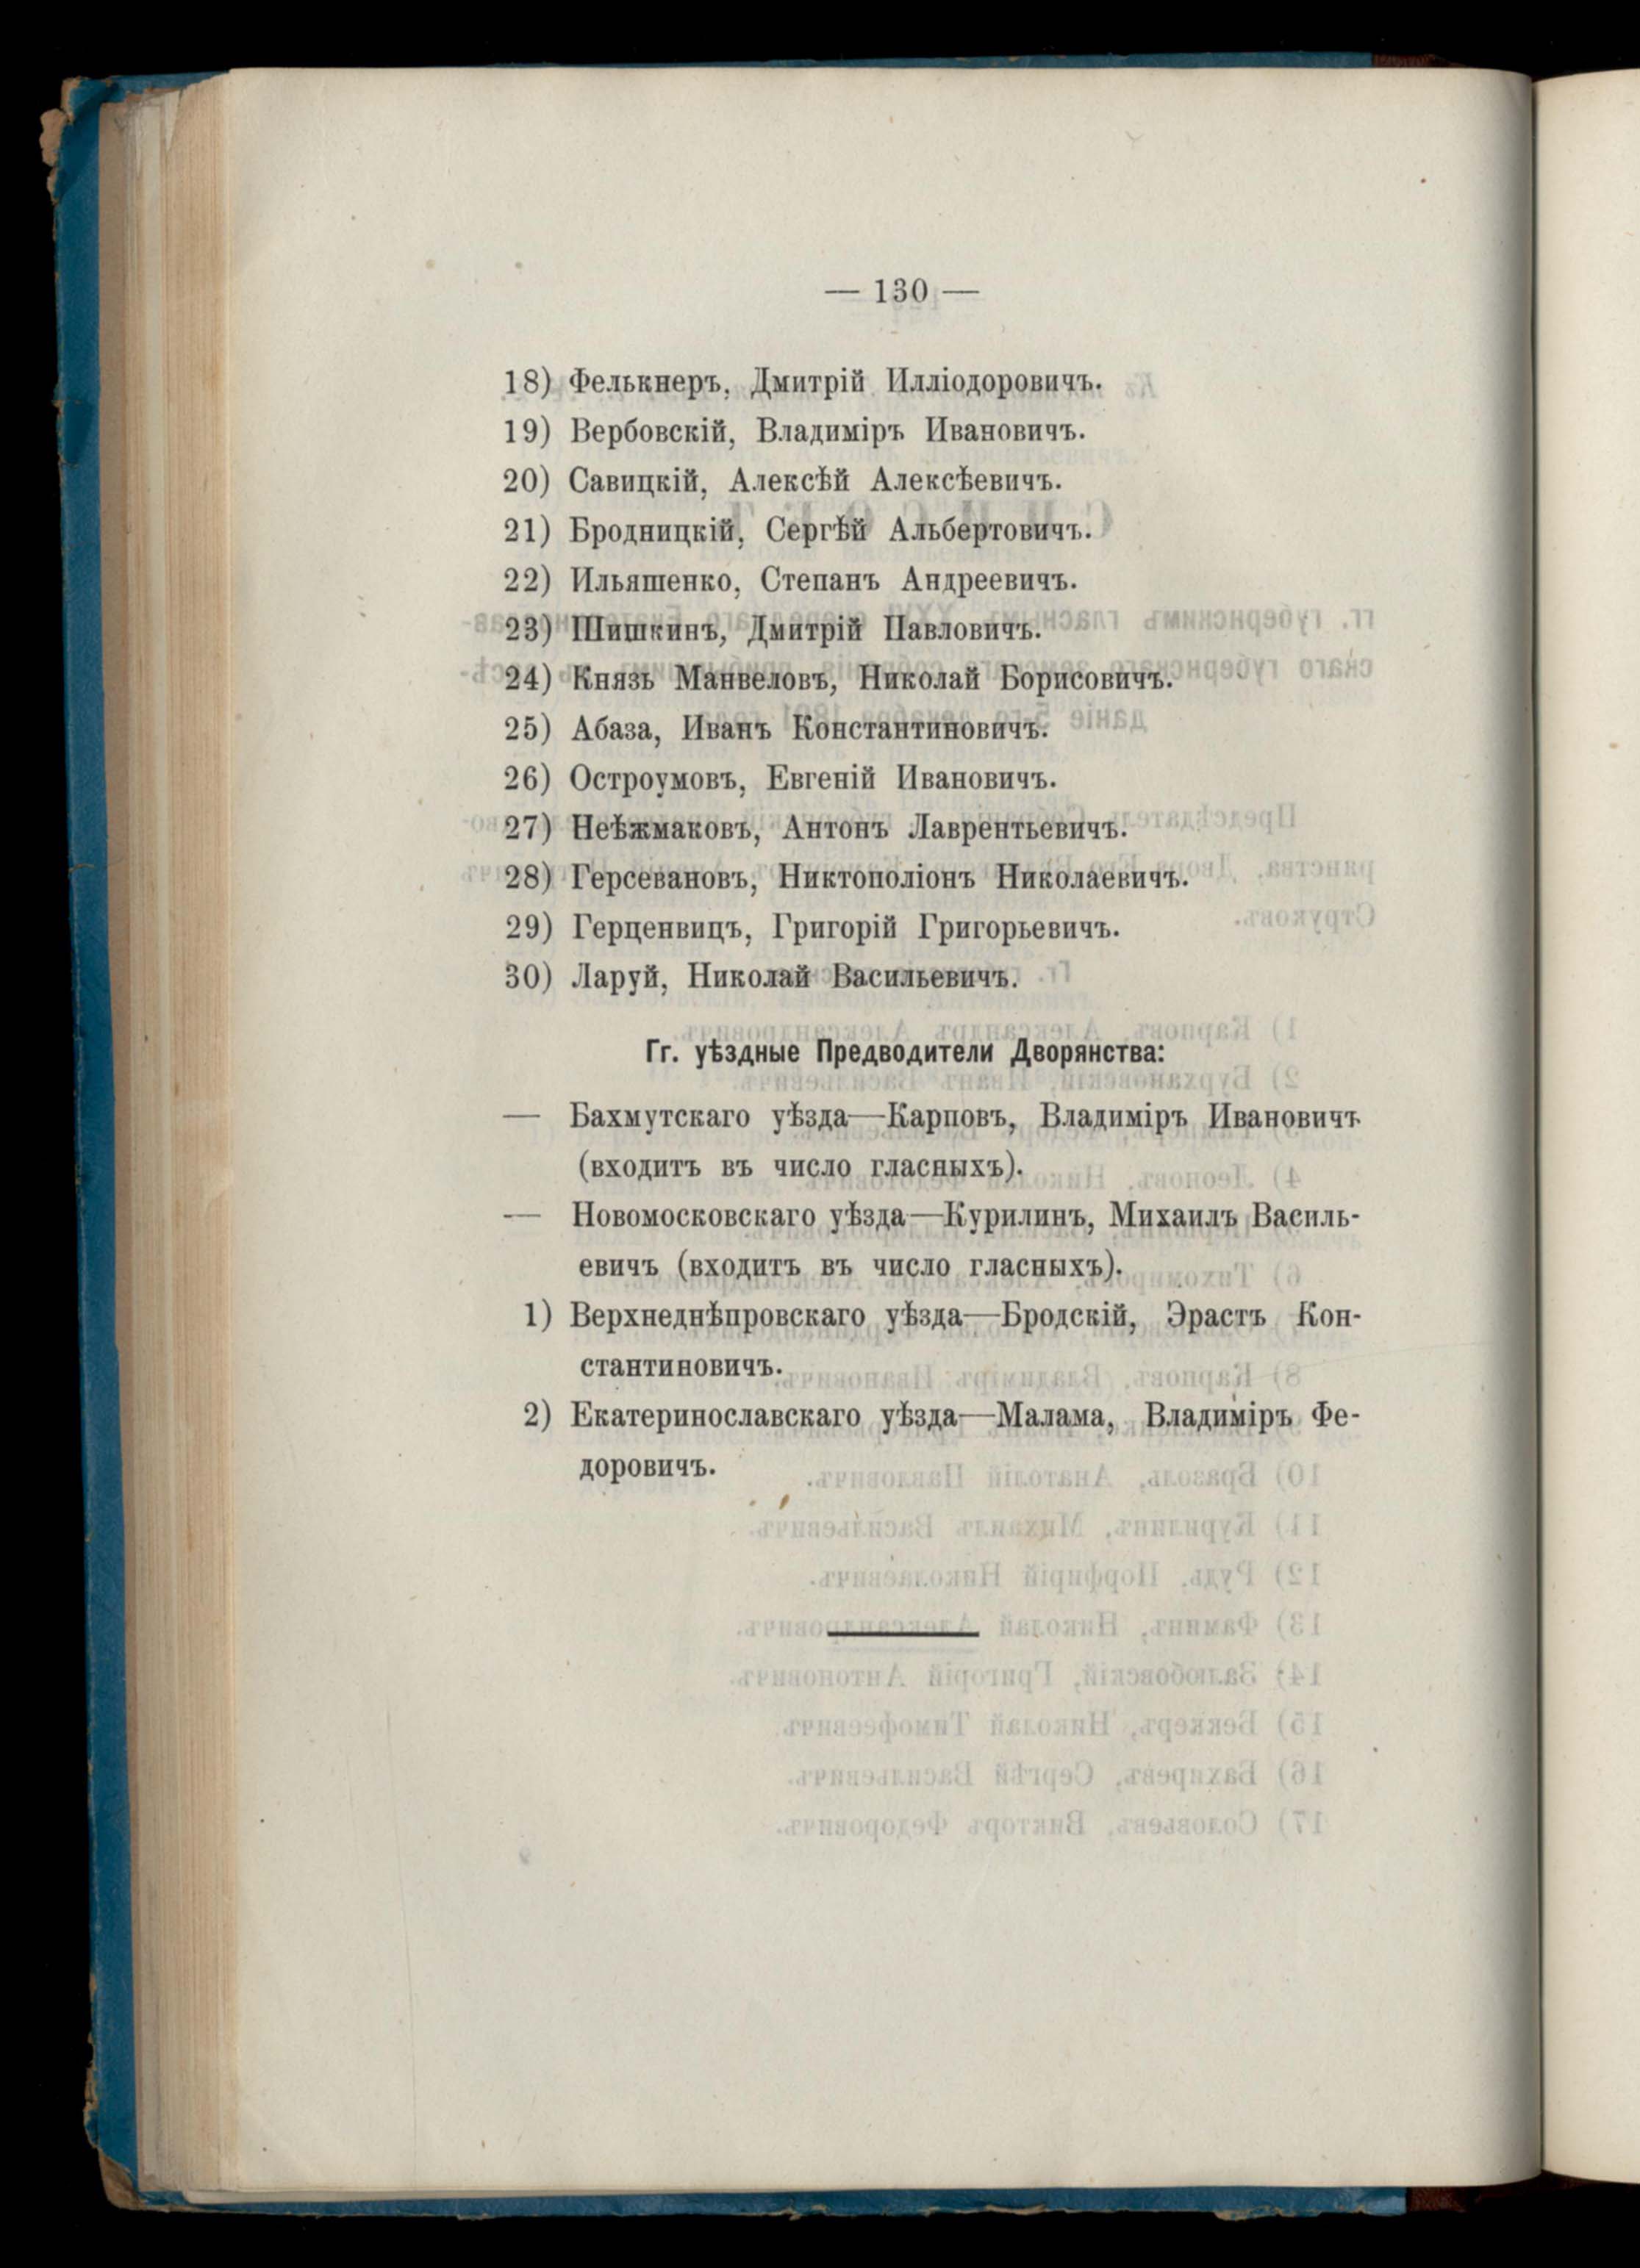 — 130 —
18) Фелькнеръ, Дмитрій Илліодоровичъ.
19) Вербовскій, Владиміръ Ивановичъ.
20) Савицкій, Алексѣй Алексѣевичъ.
21) Бродницкій, Сергѣй Альбертовичъ.
22) Ильяшенко, Степанъ Андреевичъ.
23) Шишкинъ, Дмитрій Павловичъ.
24) Князь Манвеловъ, Николай Борисовичъ.
25) Абаза, Иванъ Константиновичъ.
26) Остроумовъ, Евгеній Ивановичъ.
27) Неѣжмаковъ, Антонъ Лаврентьевичъ.
28) Герсевановъ, Никтополіонъ Николаевичъ.
29) Герценвицъ, Григорій Григорьевичъ.
30) Ларуй, Николай Васильевичъ.
Гг. уѣздные Предводители Дворянства:
— Бахмутскаго уѣзда—Карповъ, Владиміръ Ивановичъ
(входитъ въ число гласныхъ).
— Новомосковскаго уѣзда—Курилинъ, Михаилъ Василь-
евичъ (входитъ въ число гласныхъ).
1) Верхнеднѣпровскаго уѣзда—Бродскій, Эрастъ Кон-
стантиновичъ.
2) Екатеринославскаго уѣзда—Малама, Владиміръ Фе-
доровичъ.